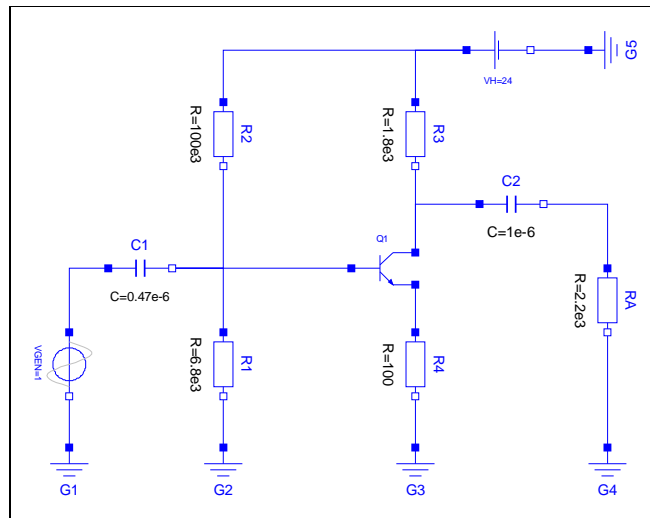 G5
VH=24
R2
R=100e3
R3
R=1.8e3
C2
C=1e-6
Q1
C1
C=0.47e-6
RA
R=2.2e3
VGEN=1
R1
R=6.8e3
R4
R=100
G1
G2
G3
G4